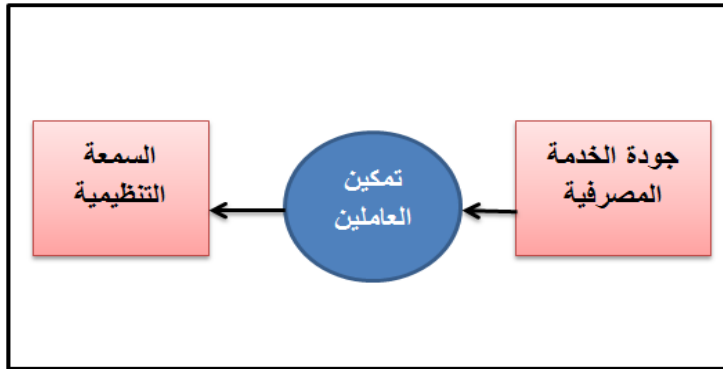 جودة الخدمة
المصرفية
تمكين
العاملين
السمعة
التنظيمية